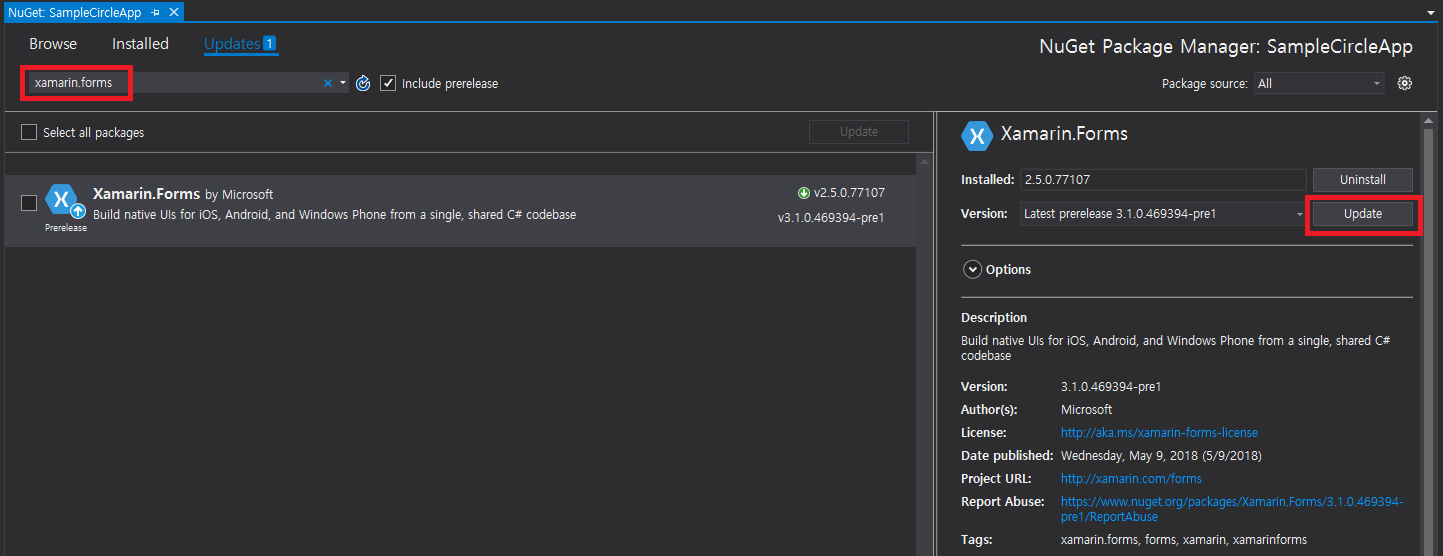 NuGet: SampleCircleApp
Browse Installed Updates 1
NuGet Package Manager: SampleCircleApp
xamarin.forms
Include prerelease
Package source: All
Select all packages
Update
Xamarin.Forms by Microsoft
v2.5.0.77107
Build native UIs for iOS, Android, and Windows Phone from a single, shared C# codebase
v3.1.0.469394-pre1
Prerelease
Xamarin.Forms
Installed: 2.5.0.77107 Uninstall
Version: Latest prerelease 3.1.0.469394-pre1 Update
Options
Description
Build native UIs for iOS, Android, and Windows Phone from a single, shared C#
codebase
Version: 3.1.0.469394-pre1
Author(s): Microsoft
License: http://aka.ms/xamarin-forms-license
Date published: Wednesday, May 9, 2018 (5/9/2018)
Project URL: http://xamarin.com/forms
Report Abuse: https://www.nuget.org/packages/Xamarin.Forms/3.1.0.469394-
pre1/ReportAbuse
Tags: xamarin.forms, forms, xamarin, xamarinforms